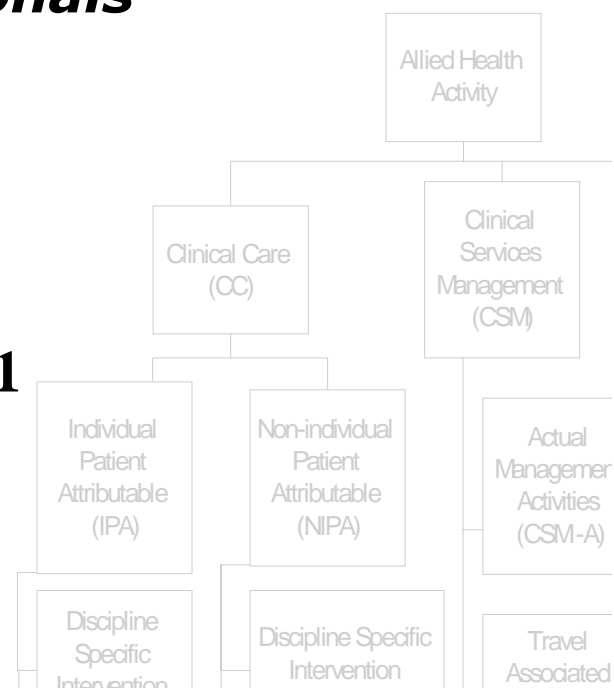 Allied Health
Activity
Clinical Care
(CC)
Clinical
Services
Management
(CSM)
1
Individual
Patient
Attributable
(IPA)
Non-individual
Patient
Attributable
(NIPA)
Actual
Managemen
Activities
(CSM-A)
Discipline
Specific
Intervention
Discipline Specific
Intervention
Travel
Associated